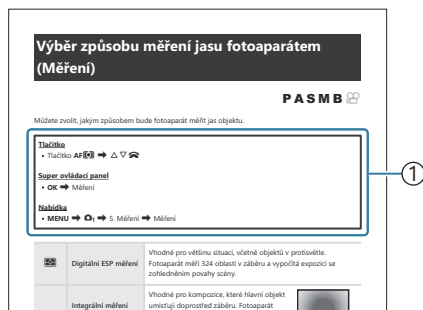 Výběr způsobu měření jasu fotoaparátem
(Měření)
PASMB
Můžete zvolit, jakým způsobem bude fotoaparát měřit jas objektu.
Tlačítko
• Tlačítko AF ➡ △▽
Super ovládací panel
• OK ➡ Měření
Nabídka
• MENU ➡ 1 ➡ 5. Měření ➡ Měření
1
Digitální ESP měření
Vhodné pro většinu situací, včetně objektů v protisvětle.
Fotoaparát měří 324 oblastí v záběru a vypočítá expozici se
zohledněním povahy scény.
Integrální měření
Vhodné pro kompozice, které hlavní objekt
umisťují doprostřed záběru. Fotoaparát